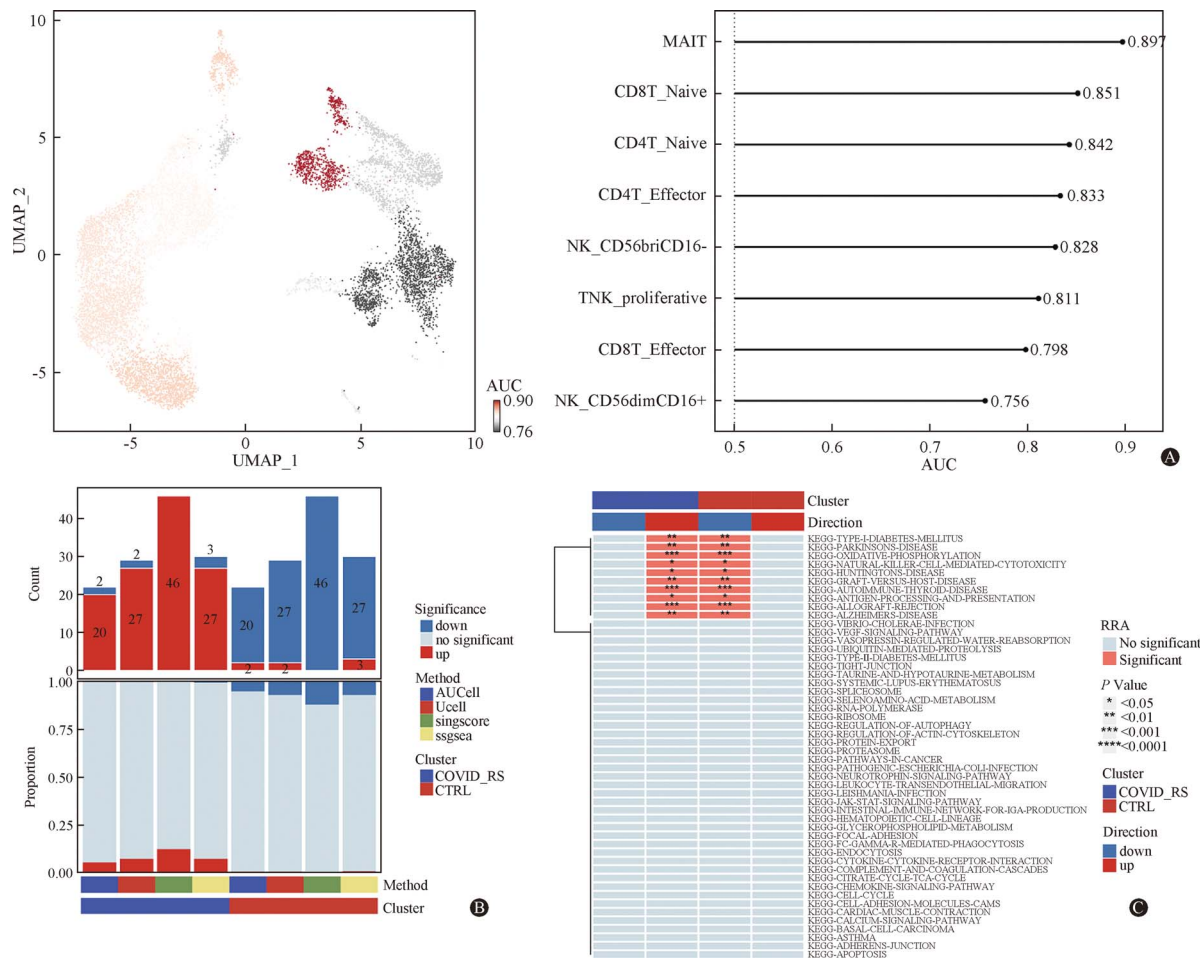 10
5
0
-5
UMAP_2
-5
0
5
10
UMAP_1
AUC
0.90
0.76
MAIT
0.897
CD8T_Naive
0.851
CD4T_Naive
0.842
CD4T_Effector
0.833
NK_CD56briCD16-
0.828
TNK_proliferative
0.811
CD8T_Effector
0.798
NK_CD56dimCD16+
0.756
0.5
0.6
0.7
0.8
0.9
AUC
A
40
30
20
10
0
Count
2
20
2
27
46
3
27
20
2
27
2
46
27
3
Significance
down
no significant
up
Method
AUCell
Ucell
singscore
ssgsea
Cluster
COVID_RS
CTRL
1.00
0.75
0.50
0.25
0.00
Proportion
Method
Cluster
B
Cluster
Direction
** ** KEGG-TYPE-I-DIABETES-MELLITUS
** ** KEGG-PARKINSONS-DISEASE
*** *** KEGG-OXIDATIVE-PHOSPHORYLATION
* * KEGG-NATURAL-KILLER-CELL-MEDIATED-CYTOTOXICITY
* * KEGG-HUNTINGTONS-DISEASE
** ** KEGG-GRAFT-VERSUS-HOST-DISEASE
*** *** KEGG-AUTOIMMUNE-THYROID-DISEASE
* * KEGG-ANTIGEN-PROCESSING-AND-PRESENTATION
*** *** KEGG-ALLOGRAFT-REJECTION
** ** KEGG-ALZHEIMERS-DISEASE
KEGG-VIBRIO-CHOLERAE-INFECTION
KEGG-VEGF-SIGNALING-PATHWAY
KEGG-VASOPRESSIN-REGULATED-WATER-REABSORPTION
KEGG-UBIQUITIN-MEDIATED-PROTEOLYSIS
KEGG-TYPE-II-DIABETES-MELLITUS
KEGG-TIGHT-JUNCTION
KEGG-TAURINE-AND-HYPOTAURINE-METABOLISM
KEGG-SYSTEMIC-LUPUS-ERYTHEMATOSUS
KEGG-SPLICEOSOME
KEGG-SELENOAMINO-ACID-METABOLISM
KEGG-RNA-POLYMERASE
KEGG-RIBOSOME
KEGG-REGULATION-OF-AUTOPHAGY
KEGG-REGULATION-OF-ACTIN-CYTOSKELETON
KEGG-PROTEIN-EXPORT
KEGG-PROTEASOME
KEGG-PATHWAYS-IN-CANCER
KEGG-PATHOGENIC-ESCHERICHIA-COLI-INFECTION
KEGG-NEUROTROPHIN-SIGNALING-PATHWAY
KEGG-LEUKOCYTE-TRANSENDOTHELIAL-MIGRATION
KEGG-LEISHMANIA-INFECTION
KEGG-JAK-STAT-SIGNALING-PATHWAY
KEGG-INTESTINAL-IMMUNE-NETWORK-FOR-IGA-PRODUCTION
KEGG-HEMATOPOIETIC-CELL-LINEAGE
KEGG-GLYCEROPHOSPHOLIPID-METABOLISM
KEGG-FOCAL-ADHESION
KEGG-FC-GAMMA-R-MEDIATED-PHAGOCYTOSIS
KEGG-ENDOCYTOSIS
KEGG-CYTOKINE-CYTOKINE-RECEPTOR-INTERACTION
KEGG-COMPLEMENT-AND-COAGULATION-CASCADES
KEGG-CITRATE-CYCLE-TCA-CYCLE
KEGG-CHEMOKINE-SIGNALING-PATHWAY
KEGG-CELL-CYCLE
KEGG-CELL-ADHESION-MOLECULES-CAMS
KEGG-CARDIAC-MUSCLE-CONTRACTION
KEGG-CALCIUM-SIGNALING-PATHWAY
KEGG-BASAL-CELL-CARCINOMA
KEGG-ASTHMA
KEGG-ADHERENS-JUNCTION
KEGG-APOPTOSIS
RRA
No significant
Significant
P Value
* <0.05
** <0.01
*** <0.001
**** <0.0001
Cluster
COVID_RS
CTRL
Direction
down
up
C